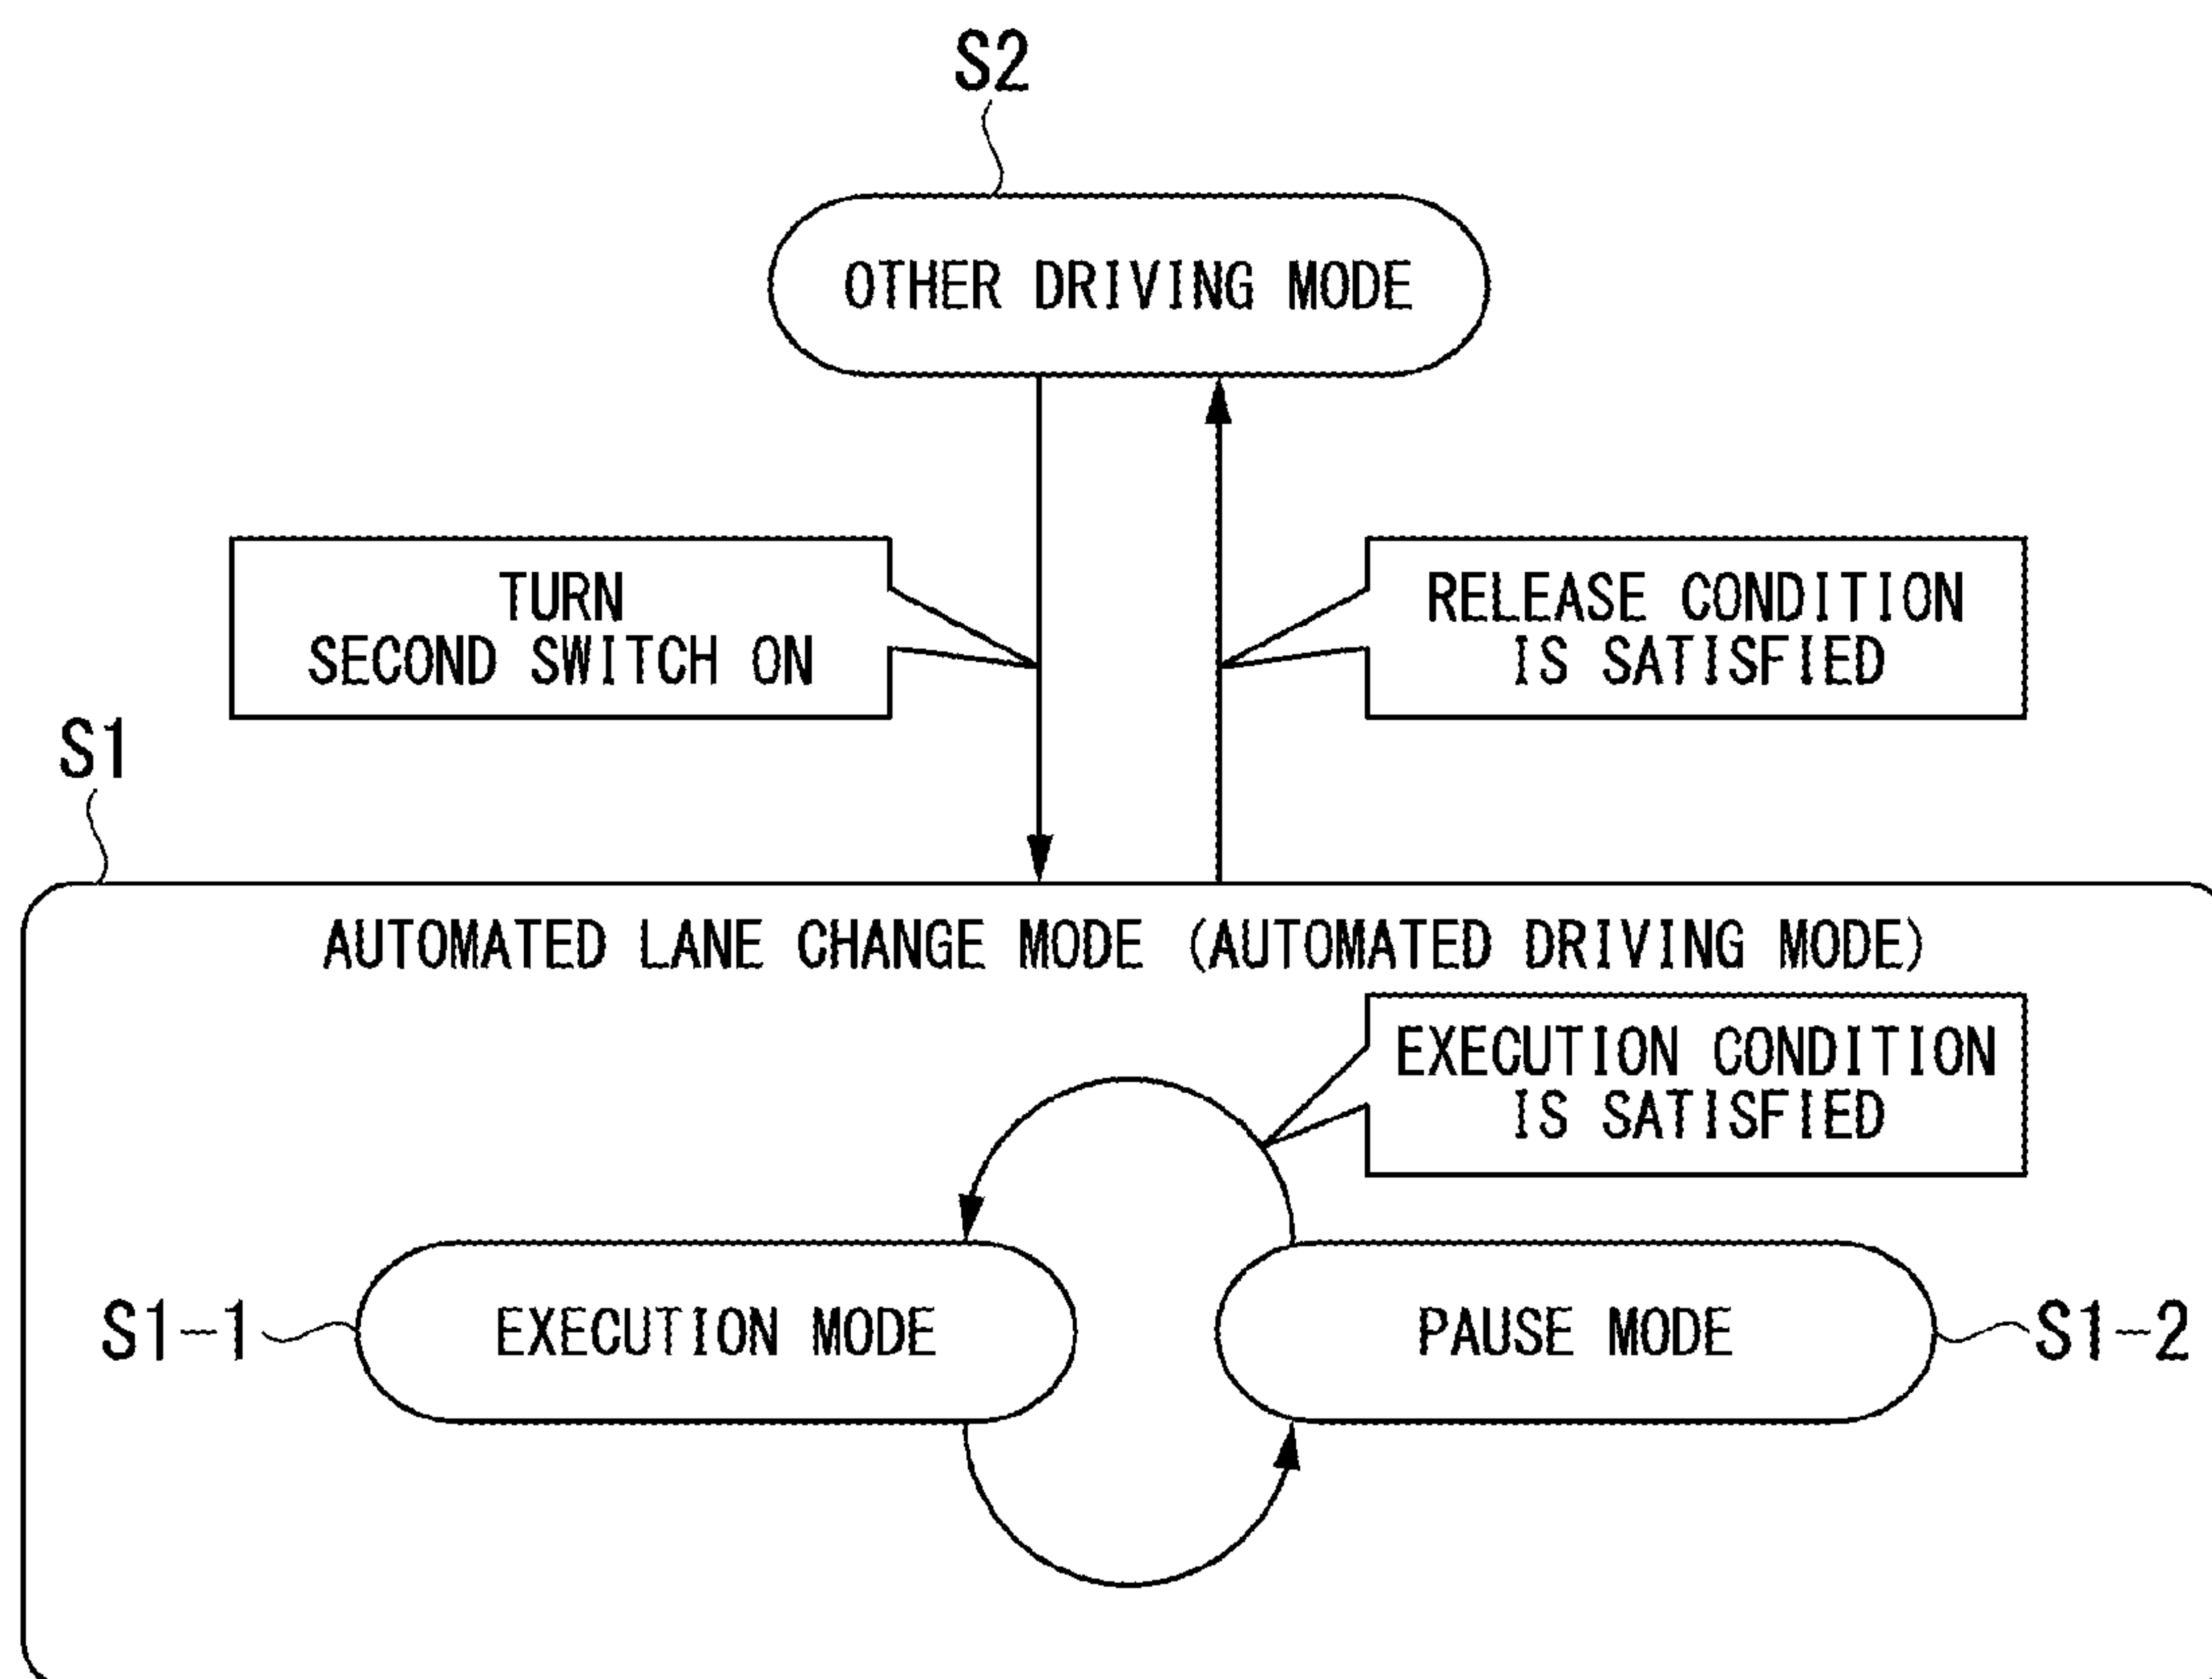 S2
OTHER DRIVING MODE
TURN
SECOND SWITCH ON
RELEASE CONDITION
IS SATISFIED
S1
AUTOMATED LANE CHANGE MODE (AUTOMATED DRIVING MODE)
EXECUTION CONDITION
IS SATISFIED
S1-1
EXECUTION MODE
PAUSE MODE
S1-2